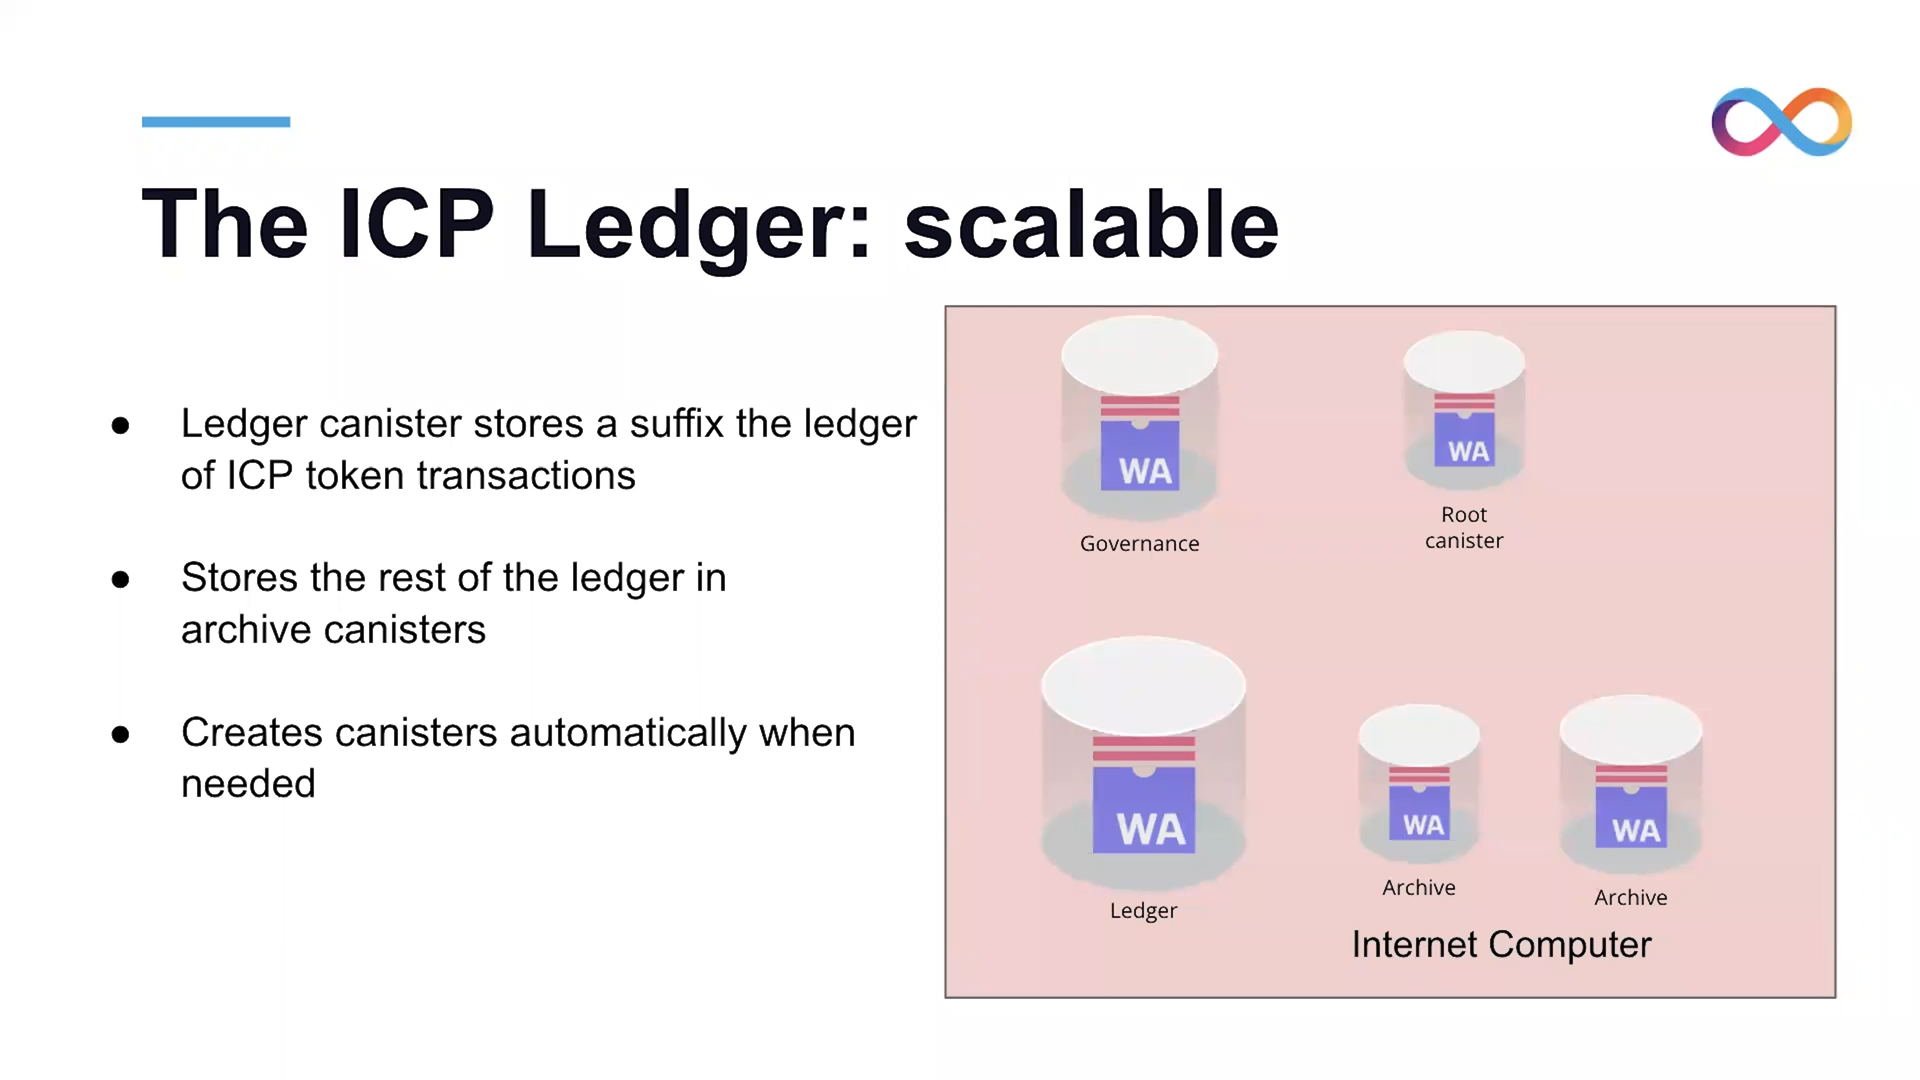 The ICP Ledger: scalable
● Ledger canister stores a suffix the ledger
of ICP token transactions
● Stores the rest of the ledger in
archive canisters
● Creates canisters automatically when
needed
WA
Governance
WA
Root
canister
WA
Ledger
WA
Archive
WA
Archive
Internet Computer